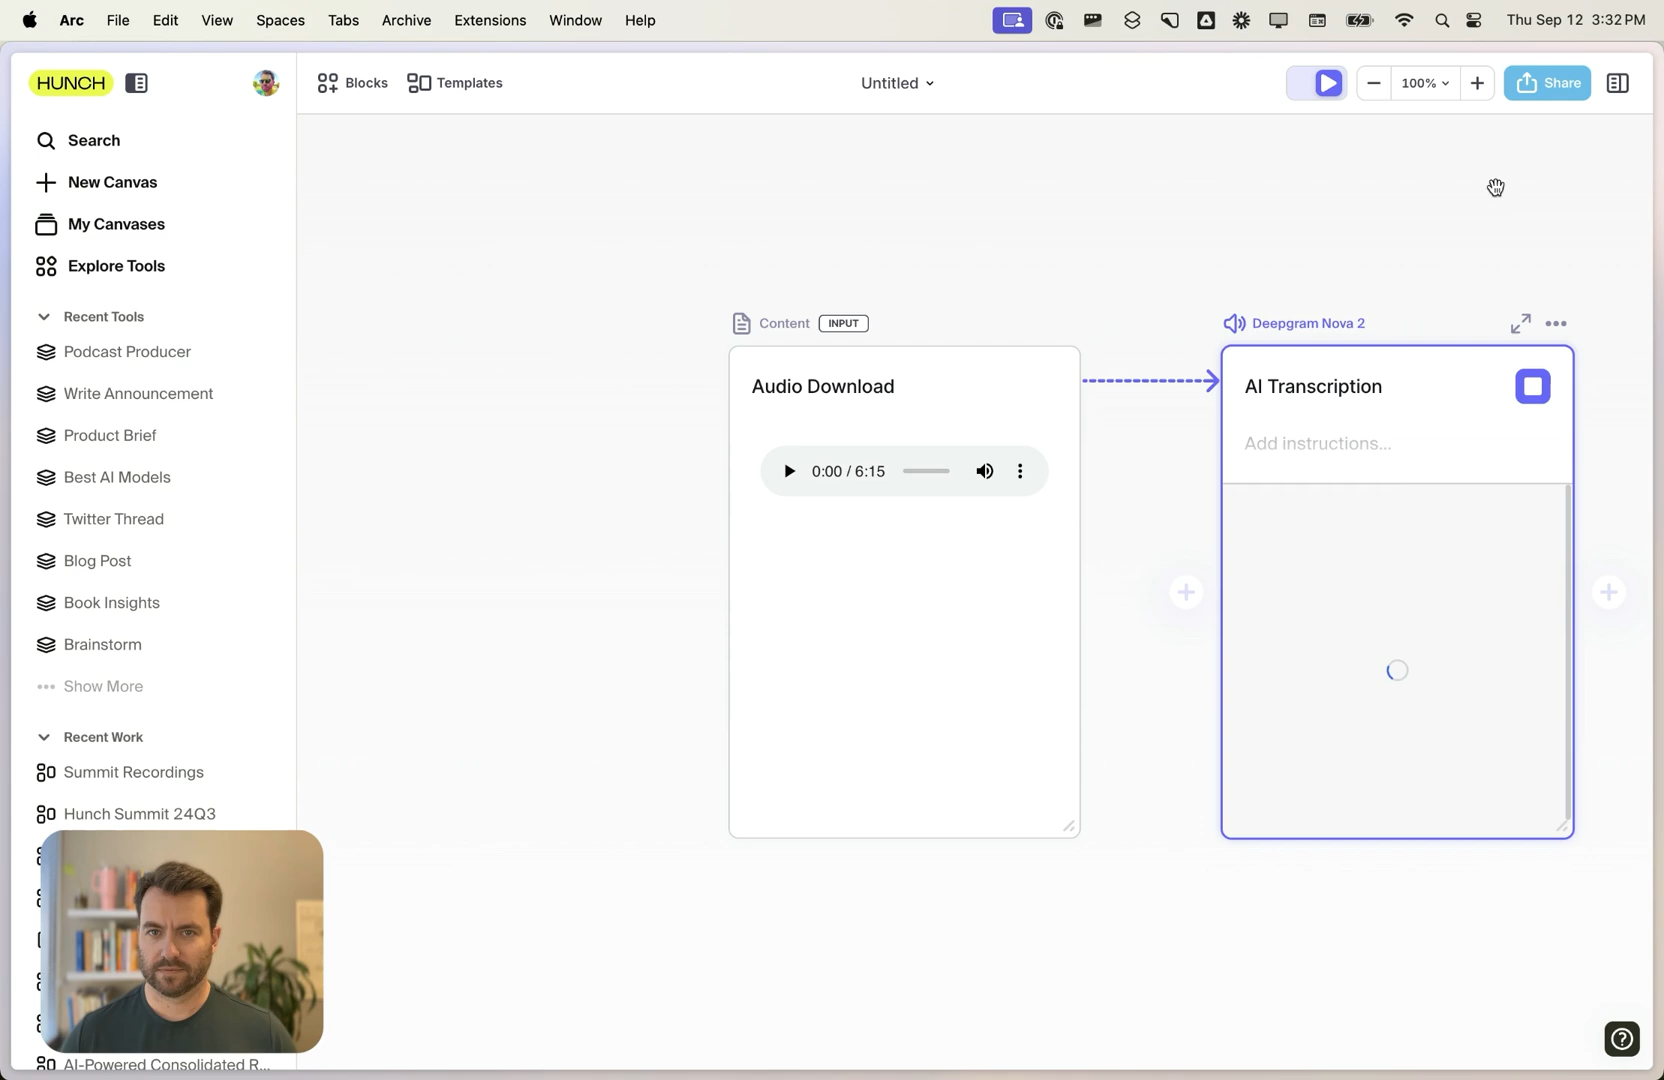 Arc File Edit View Spaces Tabs Archive Extensions Window Help Thu Sep 12 3:32 PM
HUNCH Blocks Templates Untitled 100% Share
Search
New Canvas
My Canvases
Explore Tools
Recent Tools
Podcast Producer
Write Announcement
Product Brief
Best AI Models
Twitter Thread
Blog Post
Book Insights
Brainstorm
Show More
Recent Work
Summit Recordings
Hunch Summit 24Q3
AI-Powered Consolidated R...
Content INPUT
Audio Download
0:00 / 6:15
Deepgram Nova 2
AI Transcription
Add instructions...